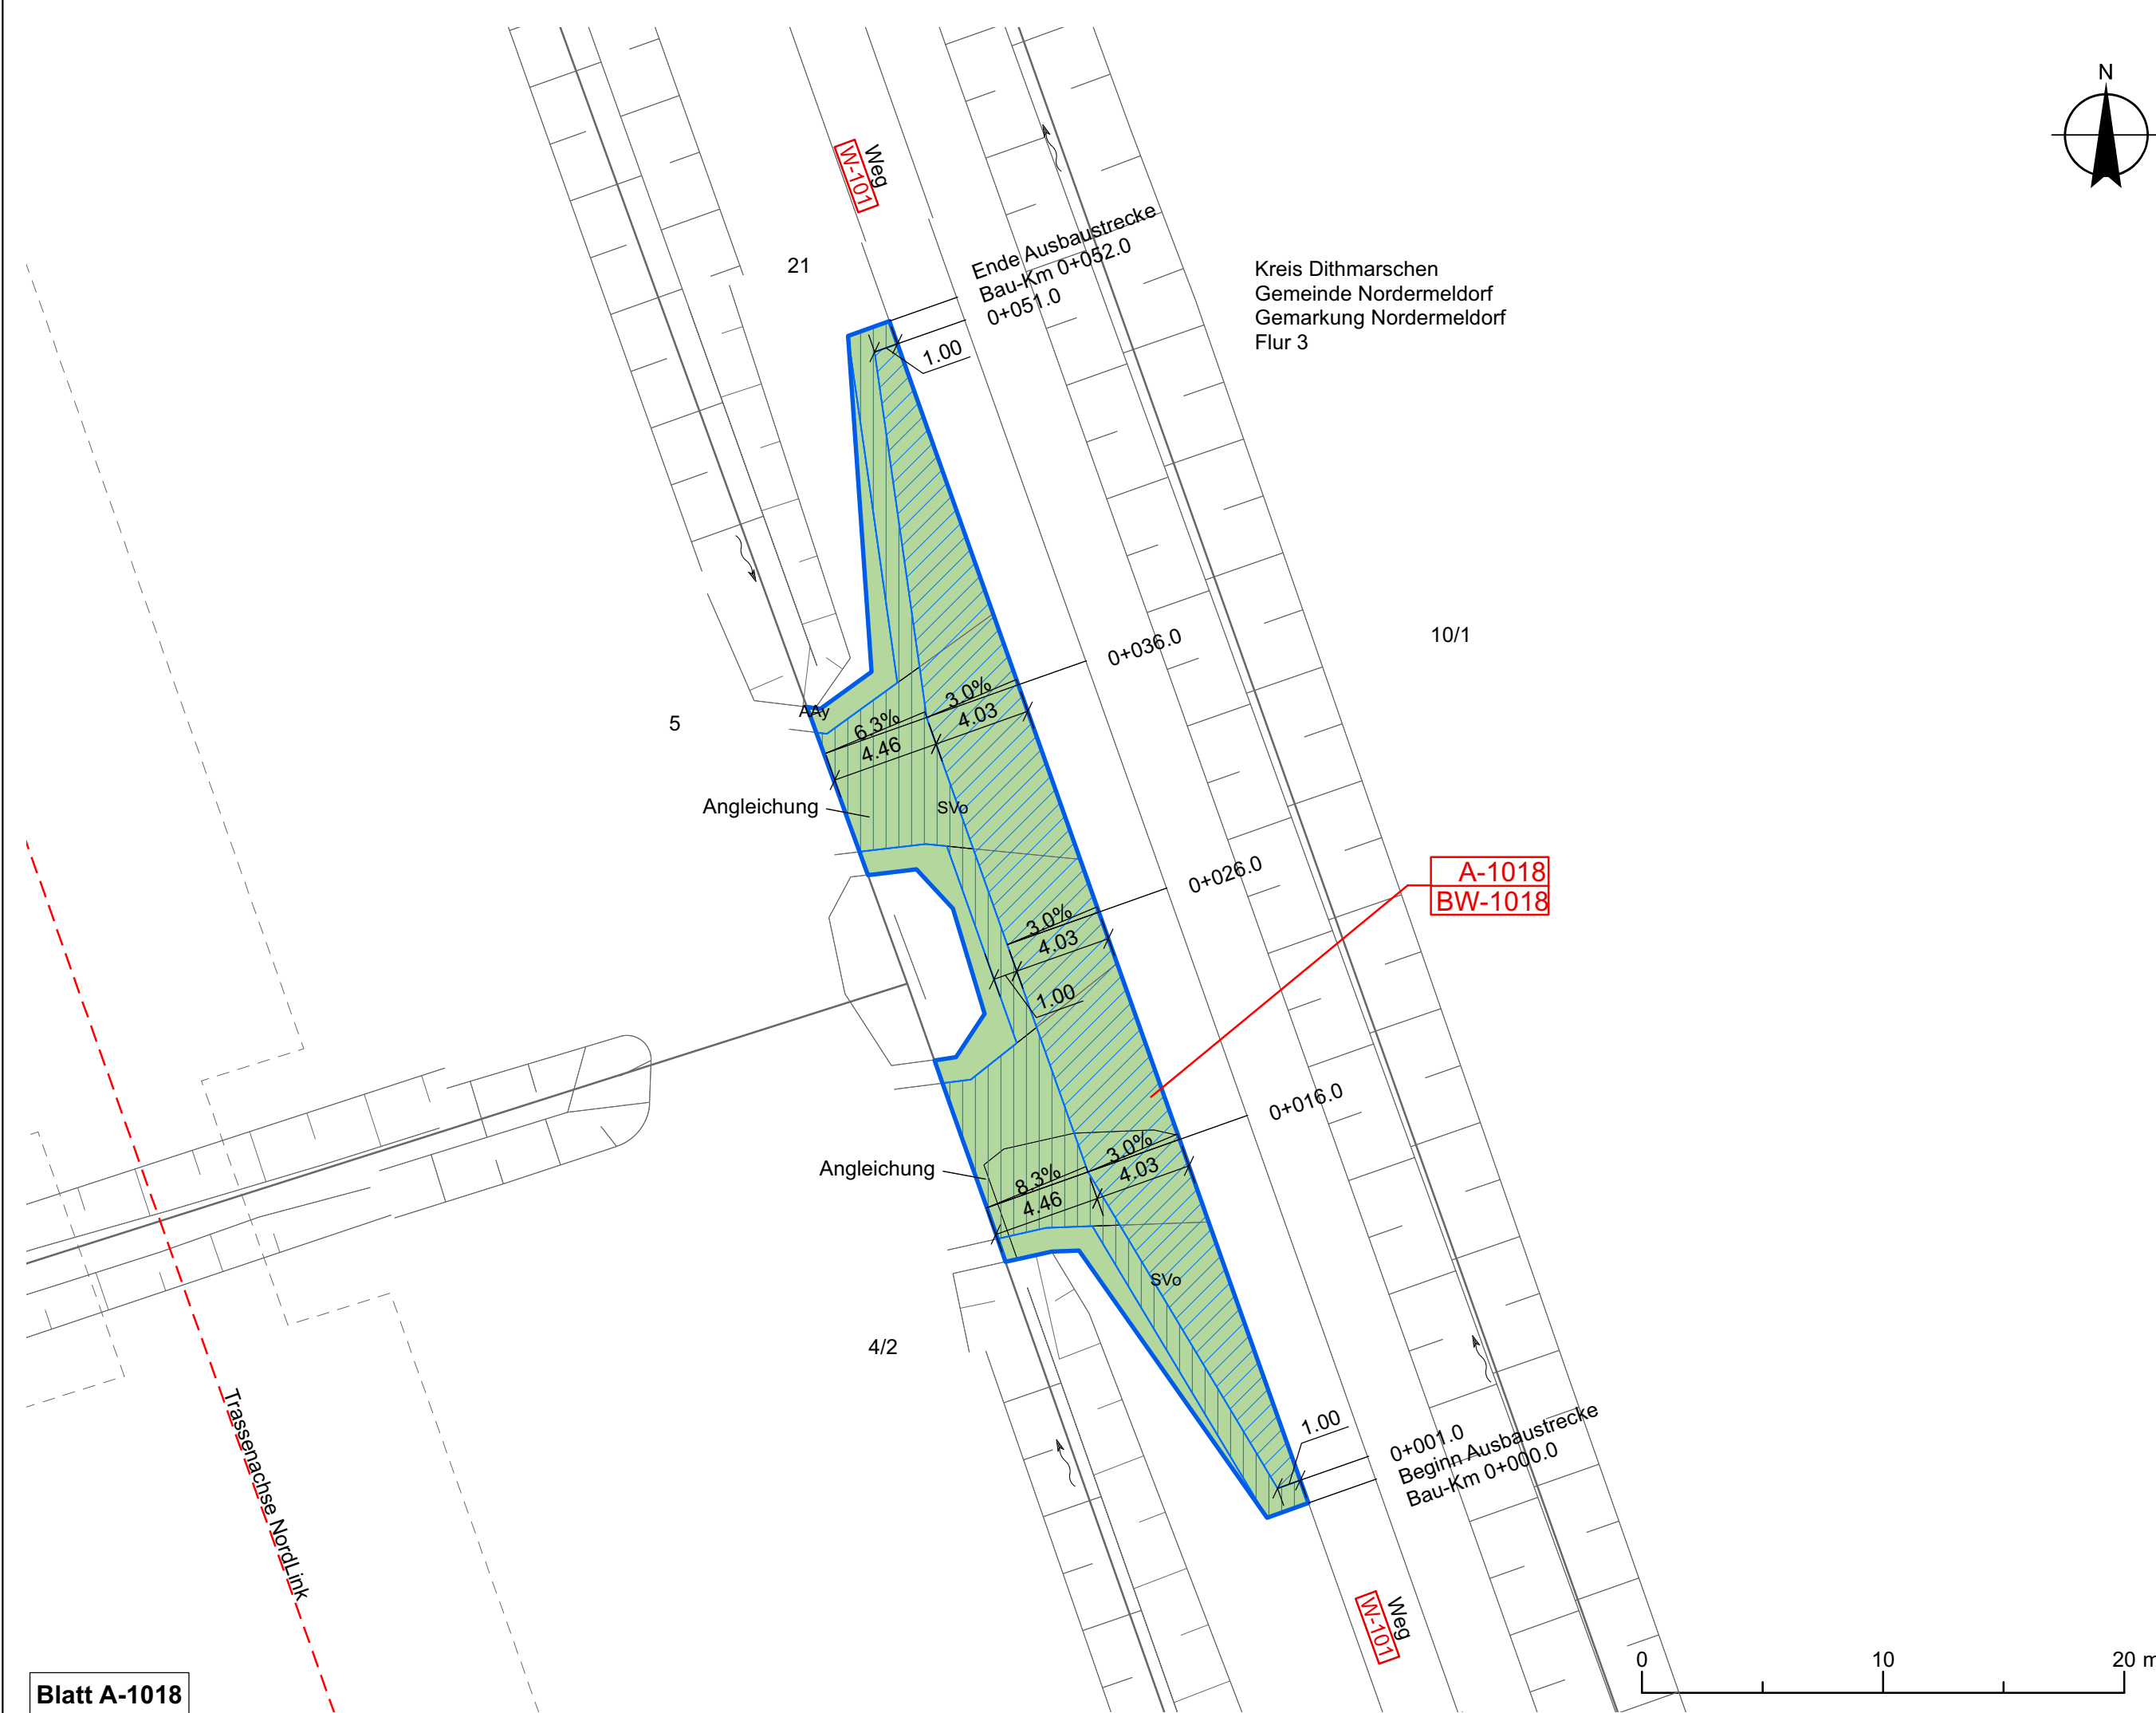 N
Weg
W-101
21
Ende Ausbaustrecke
Bau-Km 0+052.0
0+051.0
1.00
Kreis Dithmarschen
Gemeinde Nordermeldorf
Gemarkung Nordermeldorf
Flur 3
10/1
0+036.0
5
AAy
6.3%
4.46
3.0%
4.03
Angleichung
SVo
A-1018
BW-1018
0+026.0
3.0%
4.03
1.00
0+016.0
Angleichung
8.3%
4.46
3.0%
4.03
SVo
4/2
1.00
0+001.0
Beginn Ausbaustrecke
Bau-Km 0+000.0
Trassenachse NordLink
Weg
W-101
0 10 20 m
Blatt A-1018